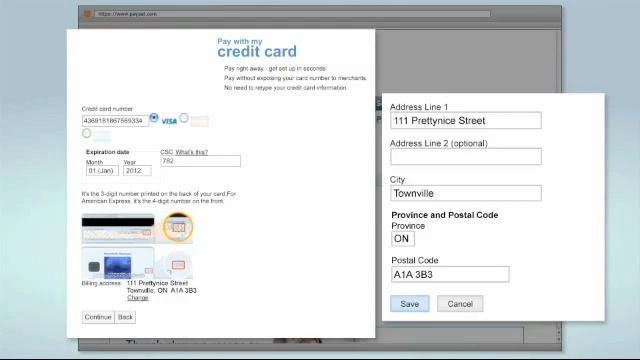 https://www.paypal.com
Pay with my
credit card
Pay right away - get set up in seconds.
Pay without exposing your card number to merchants.
No need to retype your credit card information.
Credit card number
4369181867569334
VISA
Expiration date
CSC What's this?
Month
Year
01 (Jan)
2012
782
It's the 3-digit number printed on the back of your card.For
American Express, it's the 4-digit number on the front.
Billing address:
111 Prettynice Street
Townville, ON A1A 3B3
Change
Continue
Back
Address Line 1
111 Prettynice Street
Address Line 2 (optional)
City
Townville
Province and Postal Code
Province
ON
Postal Code
A1A 3B3
Save
Cancel